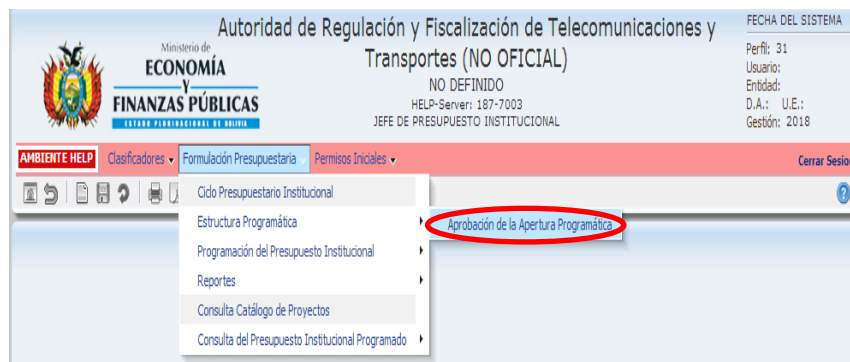 Autoridad de Regulación y Fiscalización de Telecomunicaciones y
Transportes (NO OFICIAL)
NO DEFINIDO
HELP-Server: 187-7003
JEFE DE PRESUPUESTO INSTITUCIONAL
Ministerio de
ECONOMÍA
Y
FINANZAS PÚBLICAS
ESTADO PLURINACIONAL DE BOLIVIA
FECHA DEL SISTEMA
Perfil: 31
Usuario:
Entidad:
D.A.: U.E.:
Gestión: 2018
AMBIENTE HELP Clasificadores Formulación Presupuestaria Permisos Iniciales Cerrar Sesion
Ciclo Presupuestario Institucional
Estructura Programática
Aprobación de la Apertura Programática
Programación del Presupuesto Institucional
Reportes
Consulta Catálogo de Proyectos
Consulta del Presupuesto Institucional Programado